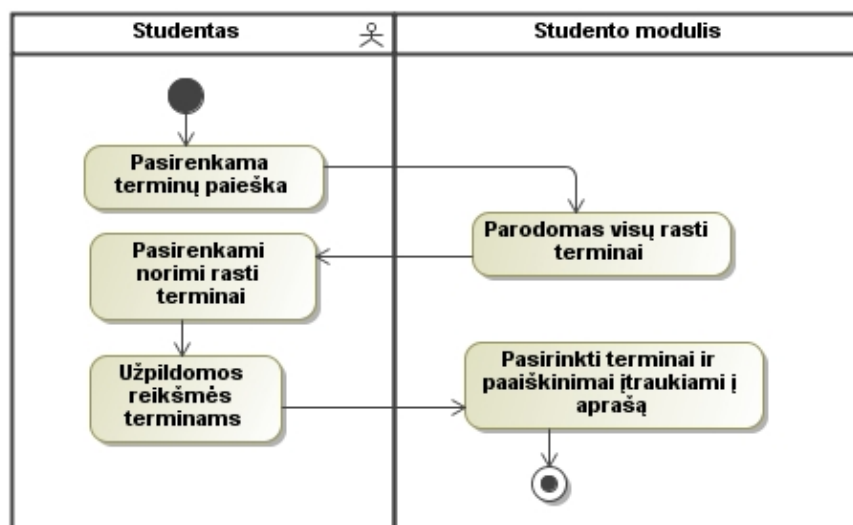 Studentas
Studento modulis
Pasirenkama
terminų paieška
Parodomas visų rasti
terminai
Pasirenkami
norimi rasti
terminai
Užpildomos
reikšmės
terminams
Pasirinkti terminai ir
paaiškinimai įtraukiami į
aprašą